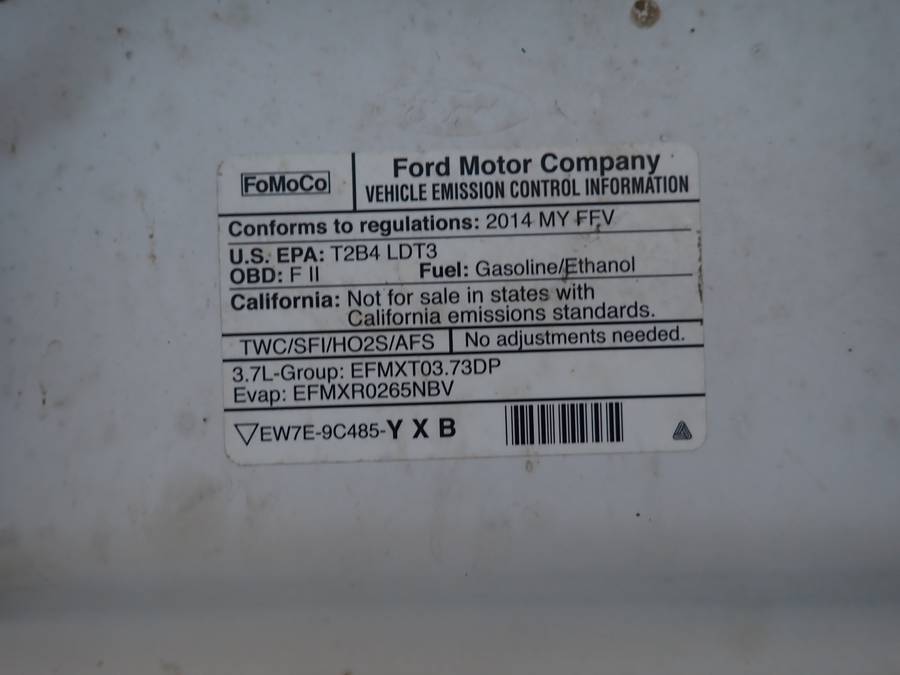 FoMoCo
Ford Motor Company
VEHICLE EMISSION CONTROL INFORMATION
Conforms to regulations: 2014 MY FFV
U.S. EPA: T2B4 LDT3
OBD: F II Fuel: Gasoline/Ethanol
California: Not for sale in states with
California emissions standards.
TWC/SFI/HO2S/AFS No adjustments needed.
3.7L-Group: EFMXT03.73DP
Evap: EFMXR0265NBV
▽EW7E-9C485-Y X B